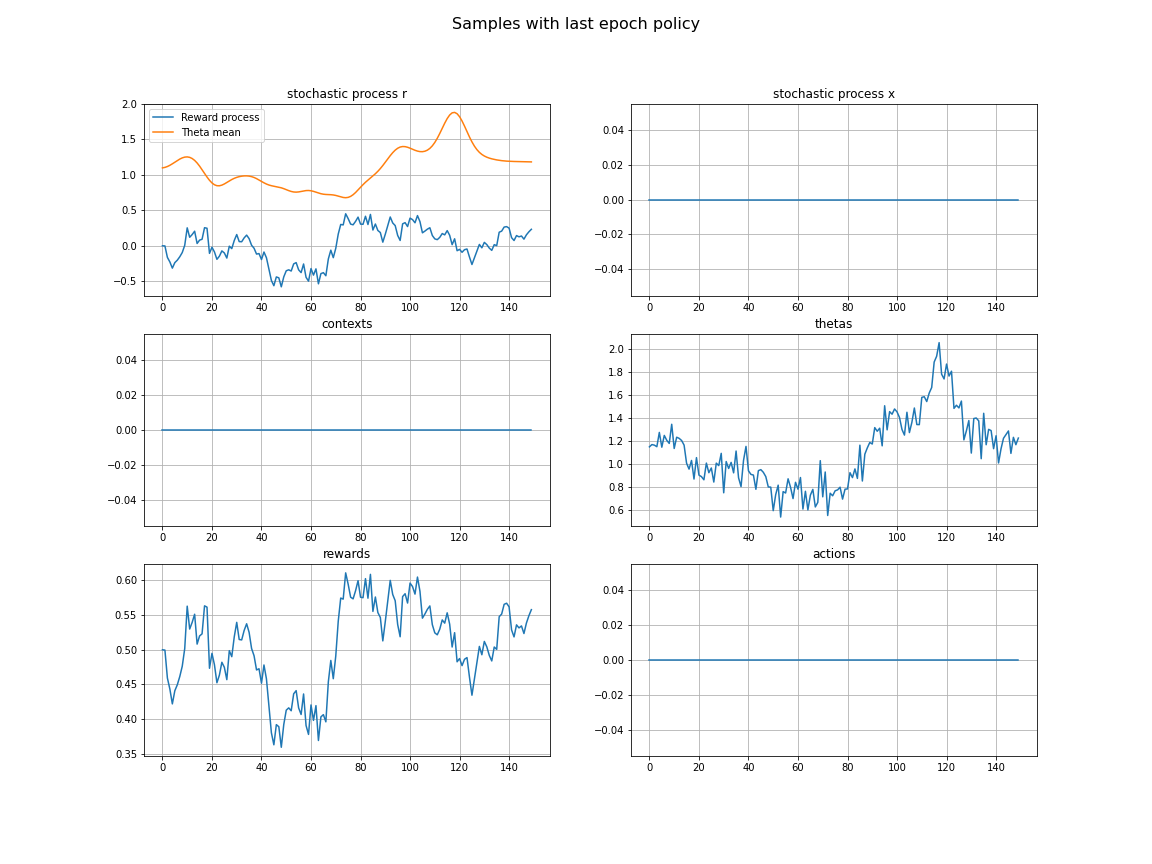 Samples with last epoch policy
stochastic process r
2.0
1.5
1.0
0.5
0.0
−0.5
Reward process
Theta mean
0 20 40 60 80 100 120 140
stochastic process x
0.04
0.02
0.00
−0.02
−0.04
0 20 40 60 80 100 120 140
contexts
0.04
0.02
0.00
−0.02
−0.04
0 20 40 60 80 100 120 140
thetas
2.0
1.8
1.6
1.4
1.2
1.0
0.8
0.6
0 20 40 60 80 100 120 140
rewards
0.60
0.55
0.50
0.45
0.40
0.35
0 20 40 60 80 100 120 140
actions
0.04
0.02
0.00
−0.02
−0.04
0 20 40 60 80 100 120 140